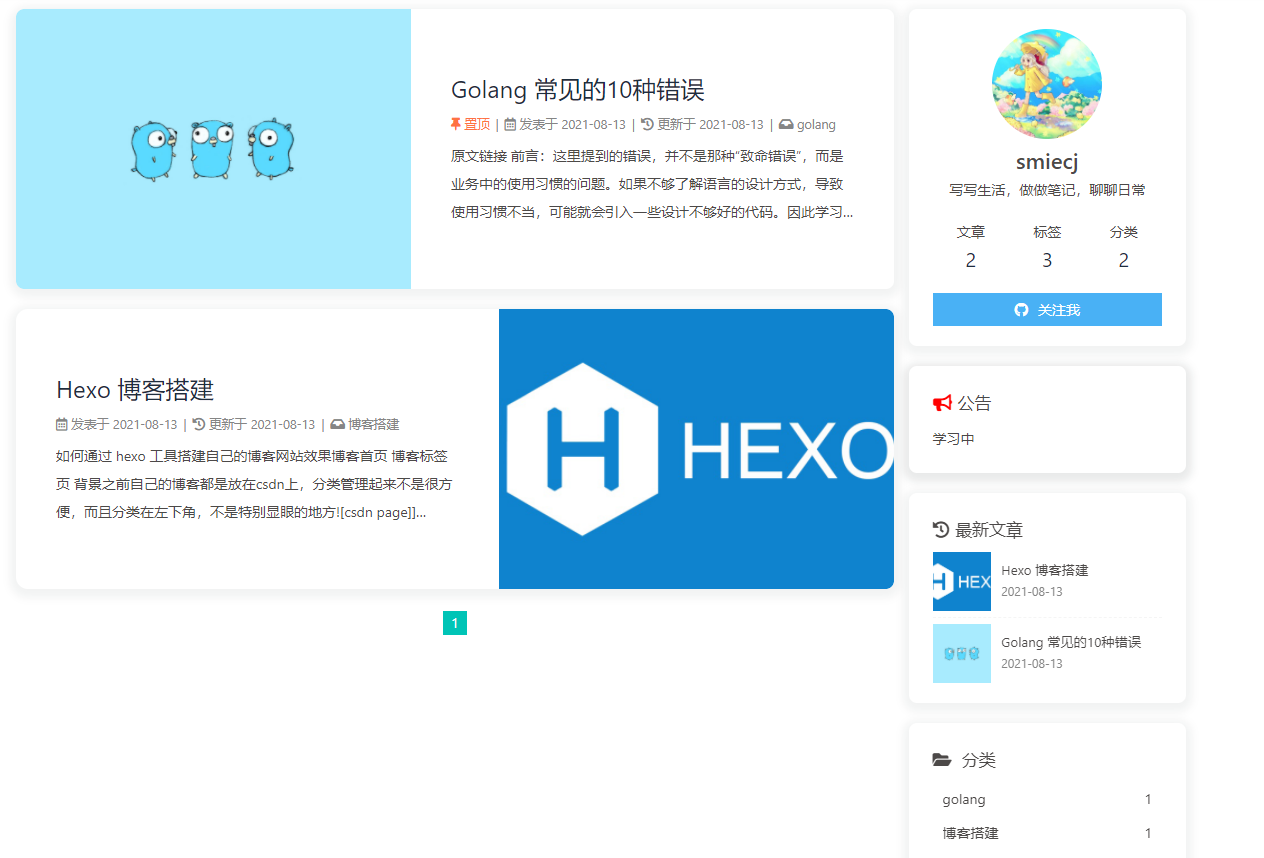 Golang 常见的10种错误
置顶 | 发表于 2021-08-13 | 更新于 2021-08-13 | golang
原文链接 前言：这里提到的错误，并不是那种“致命错误”，而是
业务中的使用习惯的问题。如果不够了解语言的设计方式，导致
使用习惯不当，可能就会引入一些设计不够好的代码。因此学习...
Hexo 博客搭建
发表于 2021-08-13 | 更新于 2021-08-13 | 博客搭建
如何通过 hexo 工具搭建自己的博客网站效果博客首页 博客标签
页 背景之前自己的博客都是放在csdn上，分类管理起来不是很方
便，而且分类在左下角，不是特别显眼的地方![csdn page]]...
HEXO
1
smiecj
写写生活，做做笔记，聊聊日常
文章 标签 分类
2 3 2
关注我
公告
学习中
最新文章
HEX
Hexo 博客搭建
2021-08-13
Golang 常见的10种错误
2021-08-13
分类
golang 1
博客搭建 1